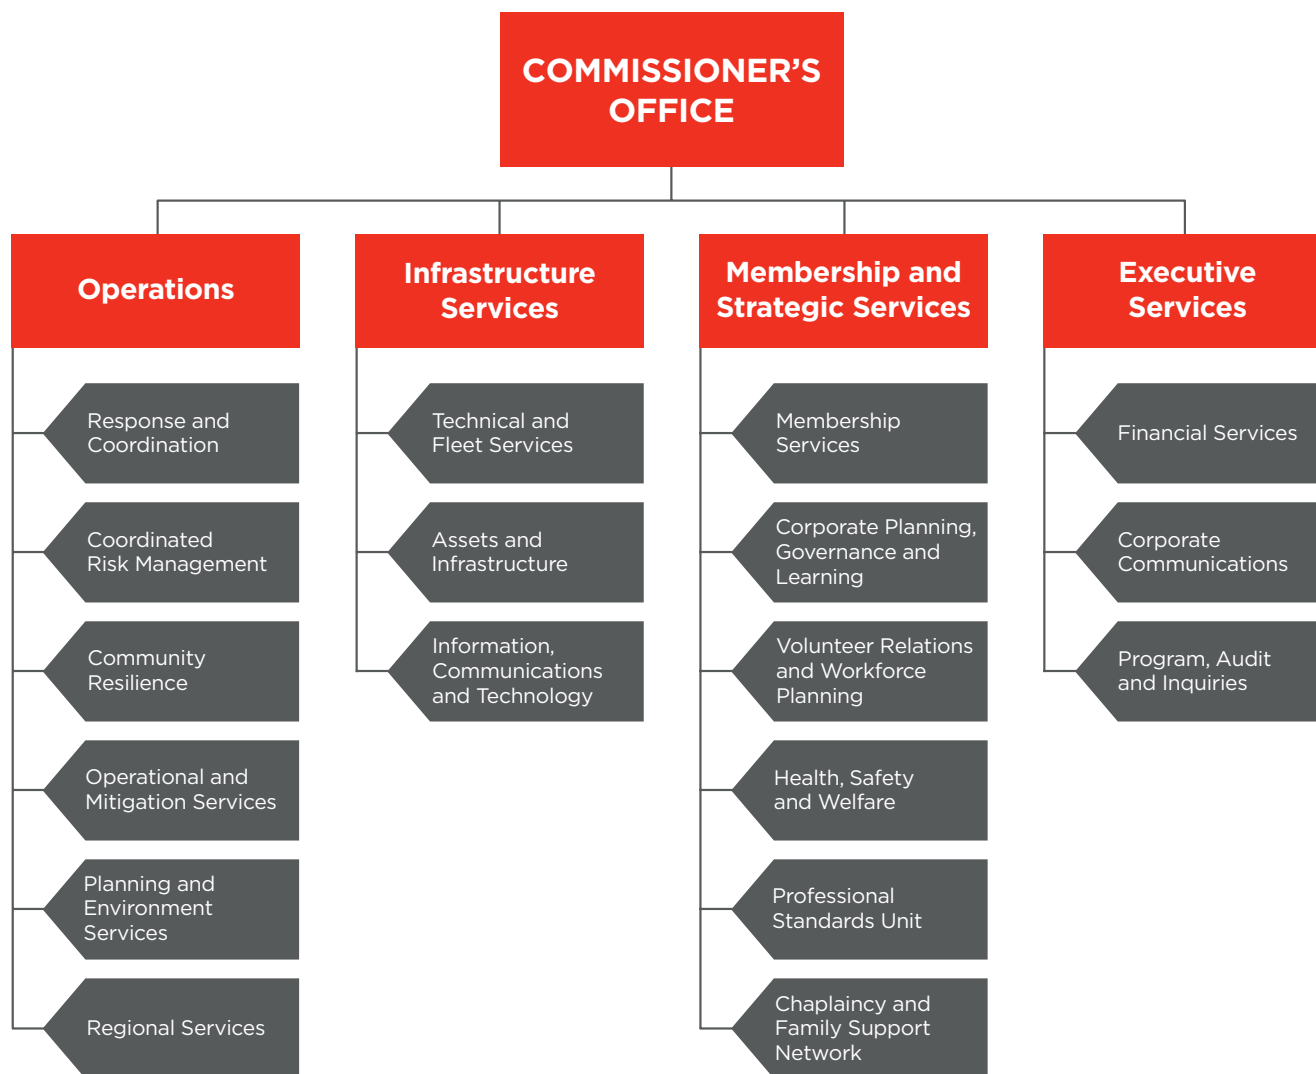 COMMISSIONER’S
OFFICE
Operations
Response and
Coordination
Coordinated
Risk Management
Community
Resilience
Operational and
Mitigation Services
Planning and
Environment
Services
Regional Services
Infrastructure
Services
Technical and
Fleet Services
Assets and
Infrastructure
Information,
Communications
and Technology
Membership and
Strategic Services
Membership
Services
Corporate Planning,
Governance and
Learning
Volunteer Relations
and Workforce
Planning
Health, Safety
and Welfare
Professional
Standards Unit
Chaplaincy and
Family Support
Network
Executive
Services
Financial Services
Corporate
Communications
Program, Audit
and Inquiries